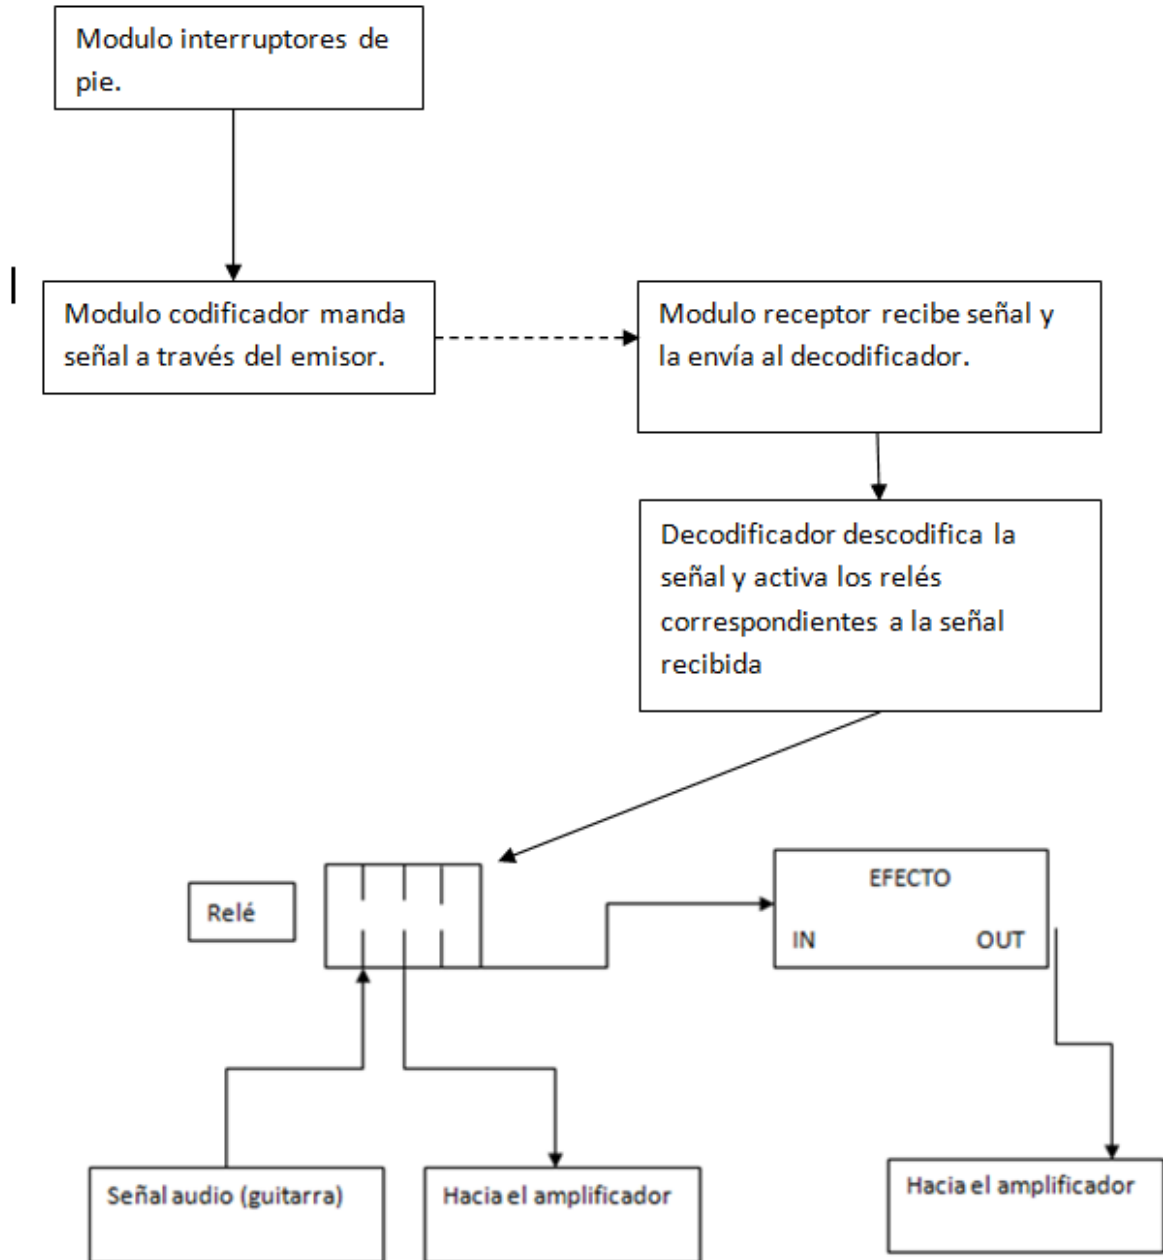 Modulo interruptores de
pie.
Modulo codificador manda
señal a través del emisor.
Modulo receptor recibe señal y
la envía al decodificador.
Decodificador descodifica la
señal y activa los relés
correspondientes a la señal
recibida
Relé
EFECTO
IN OUT
Señal audio (guitarra)
Hacia el amplificador
Hacia el amplificador